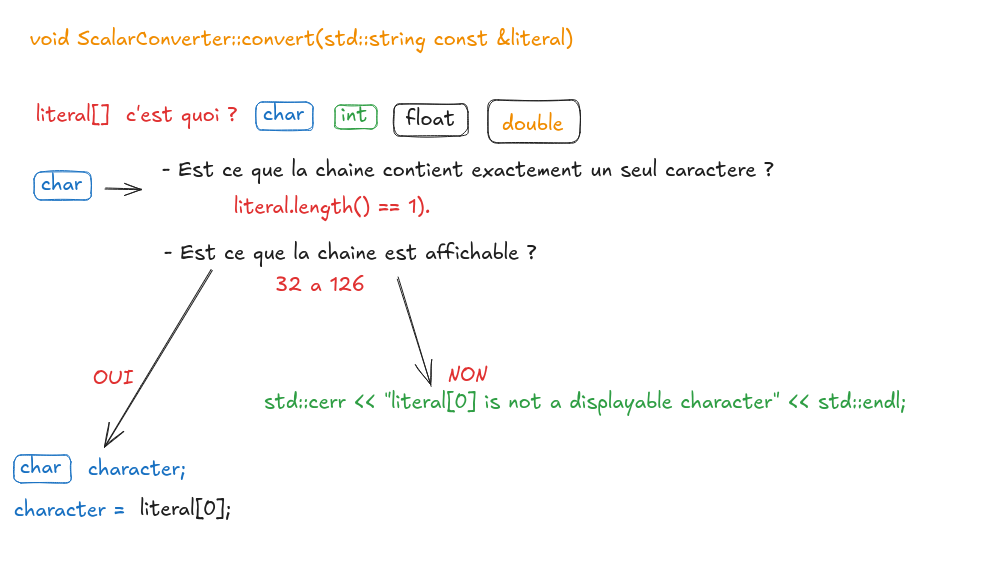 void ScalarConverter::convert(std::string const &literal)
literal[] c'est quoi ? char int float double
char - Est ce que la chaine contient exactement un seul caractere ?
literal.length() == 1).
- Est ce que la chaine est affichable ?
32 a 126
OUI NON
std::cerr << "literal[0] is not a displayable character" << std::endl;
char character;
character = literal[0];